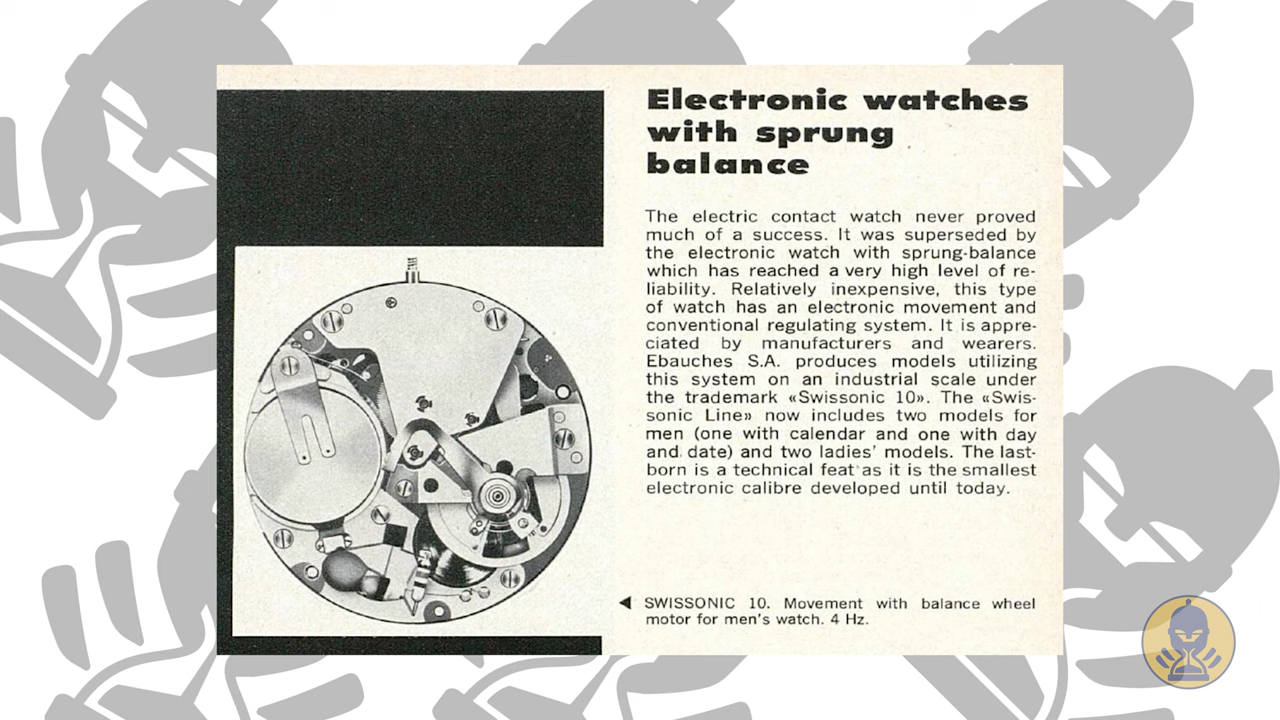 Electronic watches
with sprung
balance
The electric contact watch never proved
much of a success. It was superseded by
the electronic watch with sprung-balance
which has reached a very high level of re-
liability. Relatively inexpensive, this type
of watch has an electronic movement and
conventional regulating system. It is appre-
ciated by manufacturers and wearers.
Ebauches S.A. produces models utilizing
this system on an industrial scale under
the trademark «Swissonic 10». The «Swis-
sonic Line» now includes two models for
men (one with calendar and one with day
and date) and two ladies' models. The last-
born is a technical feat as it is the smallest
electronic calibre developed until today.
◄ SWISSONIC 10. Movement with balance wheel
motor for men's watch. 4 Hz.